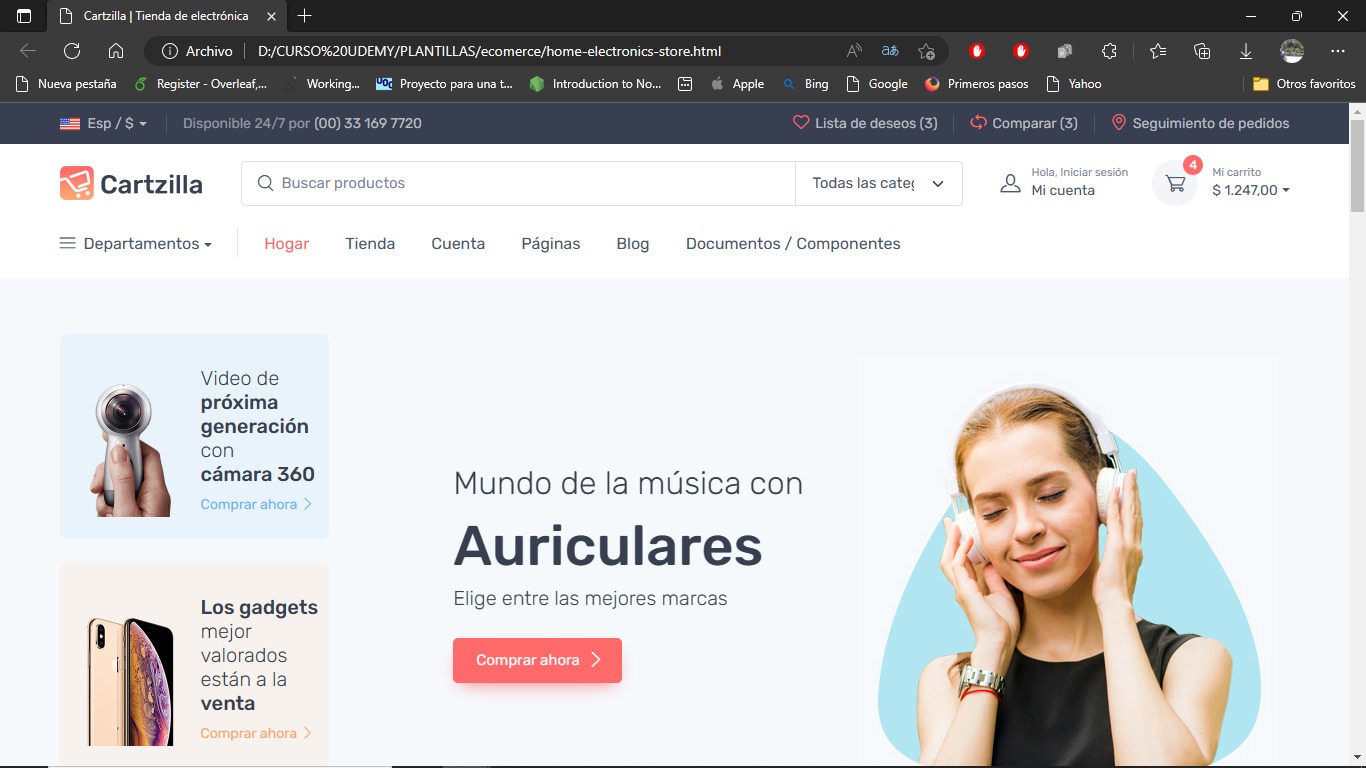 Cartzilla | Tienda de electrónica
Archivo D:/CURSO%20UDEMY/PLANTILLAS/ecomerce/home-electronics-store.html
Nueva pestaña Register - Overleaf,... Working... Proyecto para una t... Introduction to No... Apple Bing Google Primeros pasos Yahoo Otros favoritos
Esp / $ Disponible 24/7 por (00) 33 169 7720 Lista de deseos (3) Comparar (3) Seguimiento de pedidos
Cartzilla Buscar productos Todas las categ
Hola, Iniciar sesión
Mi cuenta
4
Mi carrito
$ 1.247,00
Departamentos Hogar Tienda Cuenta Páginas Blog Documentos / Componentes
Video de
próxima
generación
con
cámara 360
Comprar ahora
Los gadgets
mejor
valorados
están a la
venta
Comprar ahora
Mundo de la música con
Auriculares
Elige entre las mejores marcas
Comprar ahora